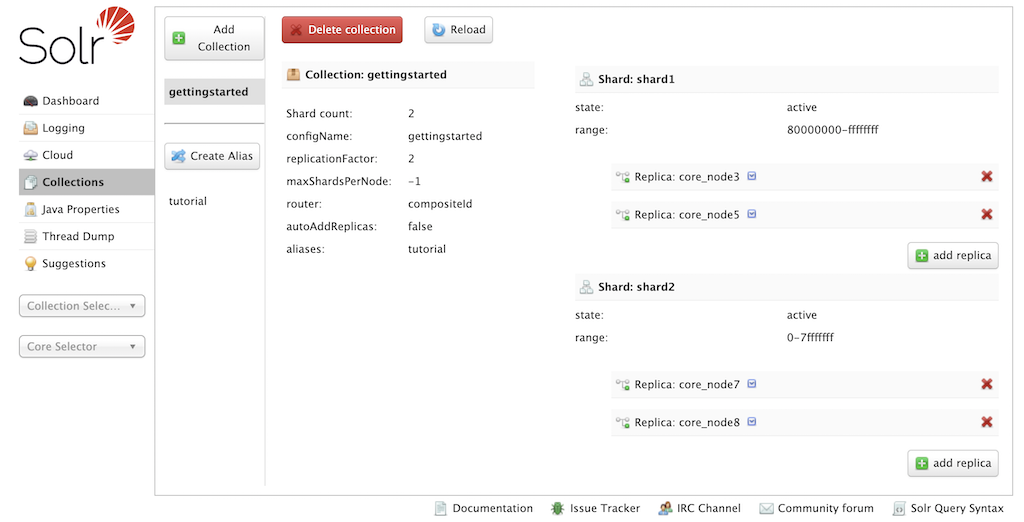 Solr
Dashboard
Logging
Cloud
Collections
Java Properties
Thread Dump
Suggestions
Collection Selec...
Core Selector
Add
Collection
gettingstarted
Create Alias
tutorial
Delete collection
Reload
Collection: gettingstarted
Shard count: 2
configName: gettingstarted
replicationFactor: 2
maxShardsPerNode: -1
router: compositeId
autoAddReplicas: false
aliases: tutorial
Shard: shard1
state: active
range: 80000000-ffffffff
Replica: core_node3
Replica: core_node5
add replica
Shard: shard2
state: active
range: 0-7fffffff
Replica: core_node7
Replica: core_node8
add replica
Documentation Issue Tracker IRC Channel Community forum Solr Query Syntax